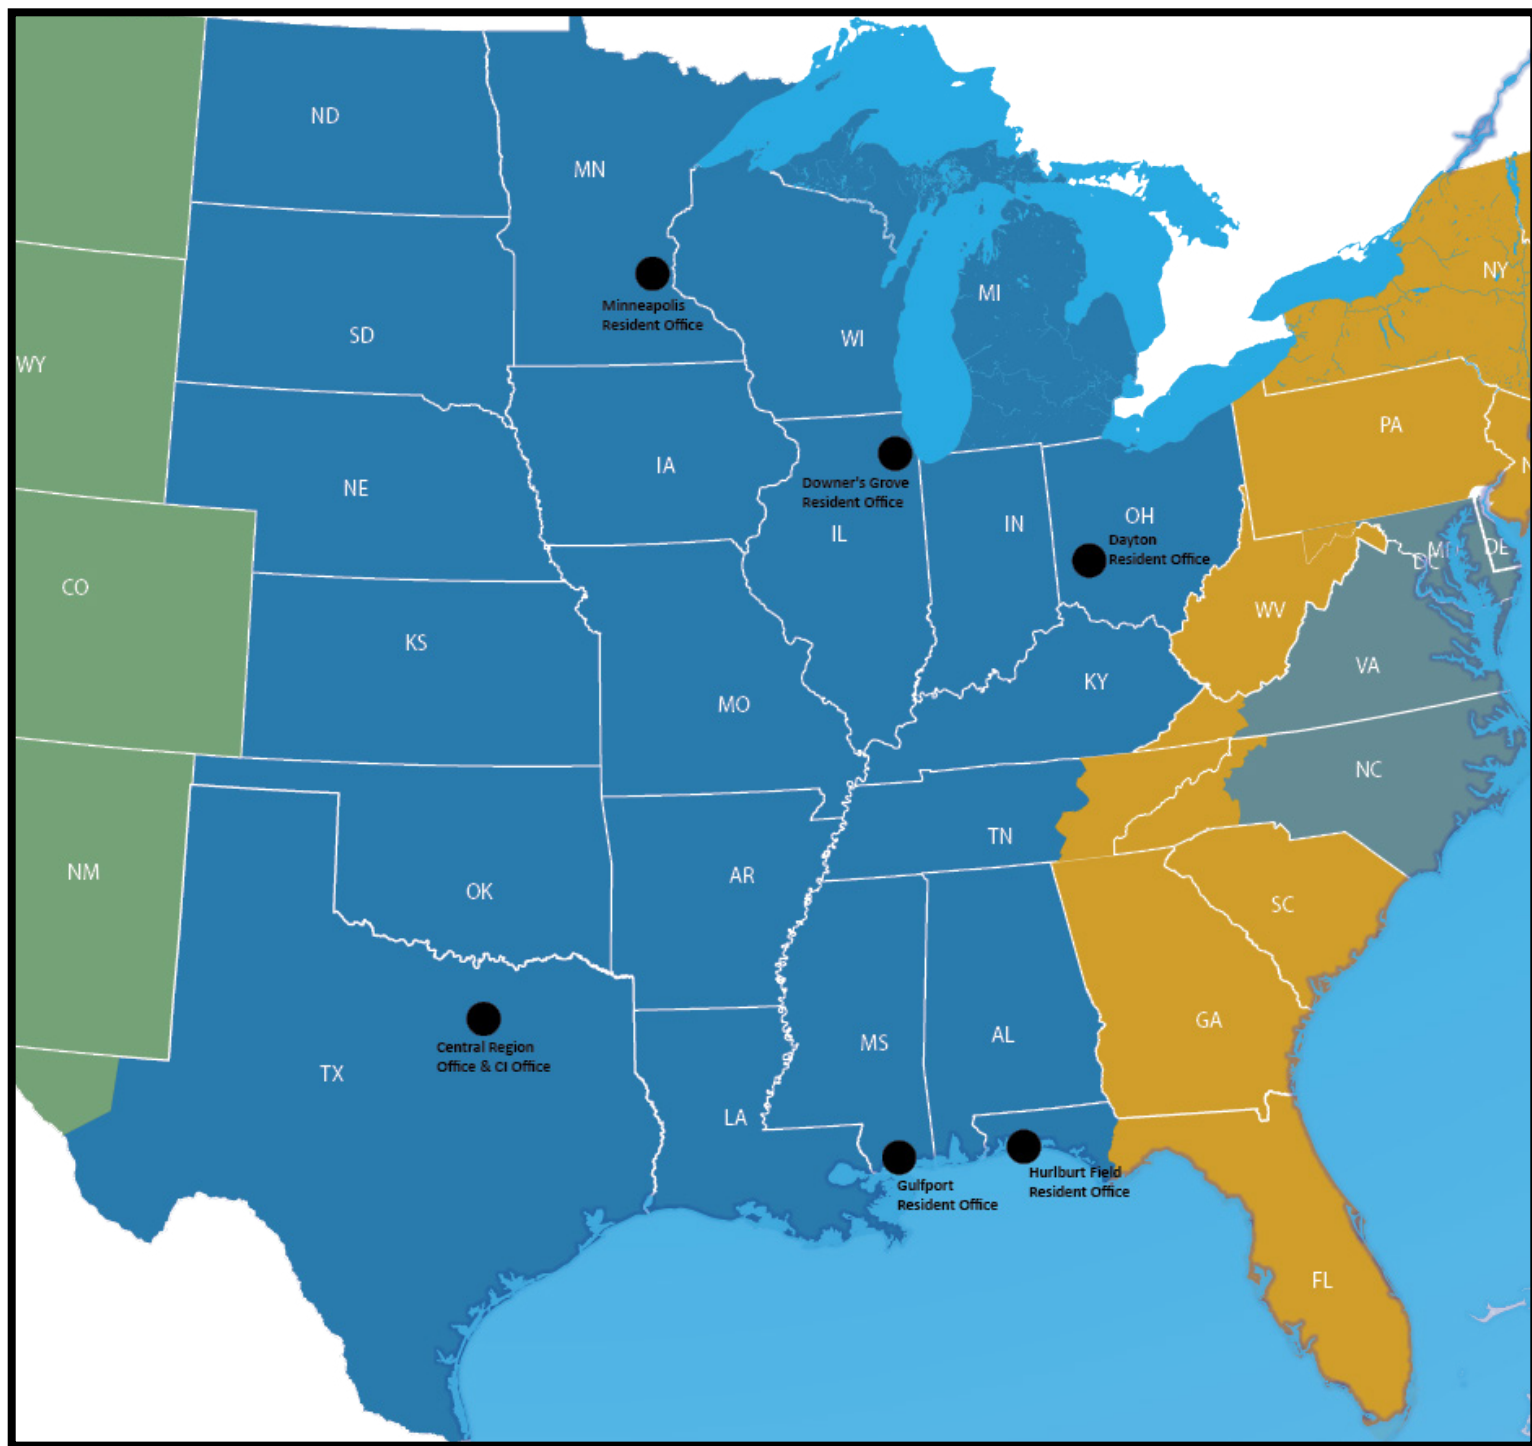 ND
MN
NY
MI
Minneapolis
Resident Office
SD
WI
WY
PA
IA
Downer's Grove
Resident Office
NE
IL
IN
OH
Dayton
Resident Office
MD
DC
DE
CO
WV
KS
VA
KY
MO
NC
TN
NM
AR
OK
SC
Central Region
Office & CI Office
GA
AL
MS
TX
LA
Gulfport
Resident Office
Hurlburt Field
Resident Office
FL